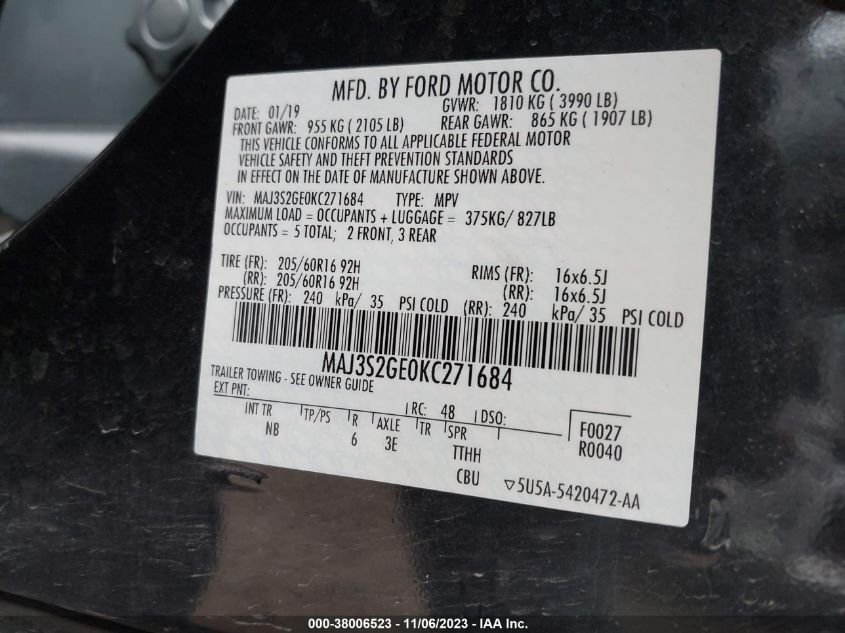 MFD. BY FORD MOTOR CO.
DATE: 01/19 GVWR: 1810 KG ( 3990 LB)
FRONT GAWR: 955 KG ( 2105 LB) REAR GAWR: 865 KG ( 1907 LB)
THIS VEHICLE CONFORMS TO ALL APPLICABLE FEDERAL MOTOR
VEHICLE SAFETY AND THEFT PREVENTION STANDARDS
IN EFFECT ON THE DATE OF MANUFACTURE SHOWN ABOVE.
VIN: MAJ3S2GE0KC271684 TYPE: MPV
MAXIMUM LOAD = OCCUPANTS + LUGGAGE = 375KG/ 827LB
OCCUPANTS = 5 TOTAL; 2 FRONT, 3 REAR
TIRE (FR): 205/60R16 92H RIMS (FR): 16x6.5J
(RR): 205/60R16 92H (RR): 16x6.5J
PRESSURE (FR): 240 kPa/ 35 PSI COLD (RR): 240 kPa/ 35 PSI COLD
MAJ3S2GE0KC271684
TRAILER TOWING - SEE OWNER GUIDE
EXT PNT: RC: 48 DSO:
INT TR TP/PS R AXLE TR SPR F0027
NB 6 3E TTHH R0040
CBU ▽5U5A-5420472-AA
000-38006523 - 11/06/2023 - IAA Inc.